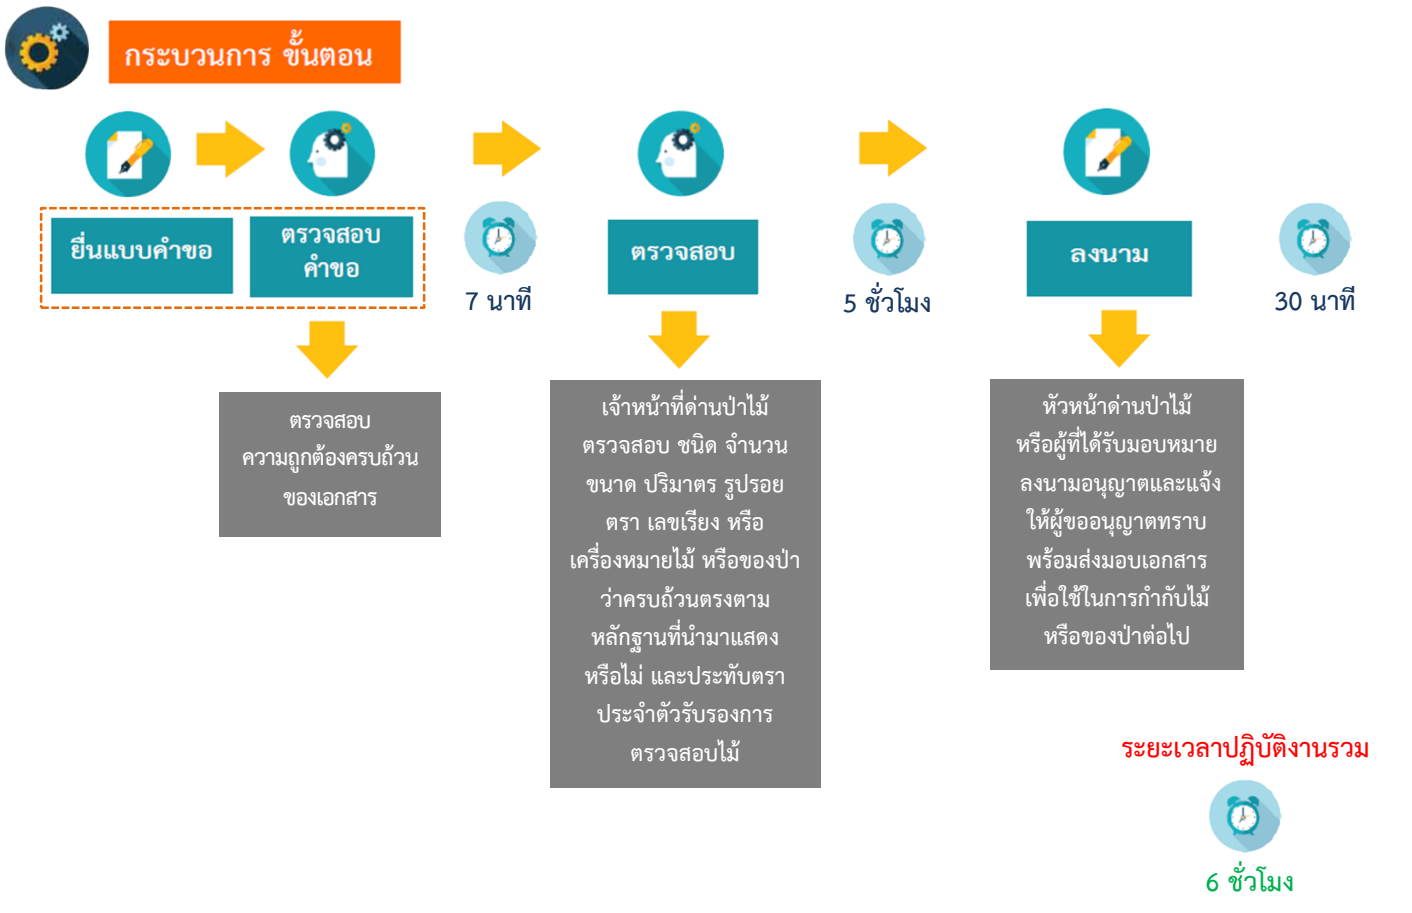 กระบวนการ ขั้นตอน
ยื่นแบบคำขอ
ตรวจสอบ
คำขอ
7 นาที
ตรวจสอบ
5 ชั่วโมง
ลงนาม
30 นาที
ตรวจสอบ
ความถูกต้องครบถ้วน
ของเอกสาร
เจ้าหน้าที่ด่านป่าไม้
ตรวจสอบ ชนิด จำนวน
ขนาด ปริมาตร รูปรอย
ตรา เลขเรียง หรือ
เครื่องหมายไม้ หรือของป่า
ว่าครบถ้วนตรงตาม
หลักฐานที่นำมาแสดง
หรือไม่ และประทับตรา
ประจำตัวรับรองการ
ตรวจสอบไม้
หัวหน้าด่านป่าไม้
หรือผู้ที่ได้รับมอบหมาย
ลงนามอนุญาตและแจ้ง
ให้ผู้ขออนุญาตทราบ
พร้อมส่งมอบเอกสาร
เพื่อใช้ในการกำกับไม้
หรือของป่าต่อไป
ระยะเวลาปฏิบัติงานรวม
6 ชั่วโมง